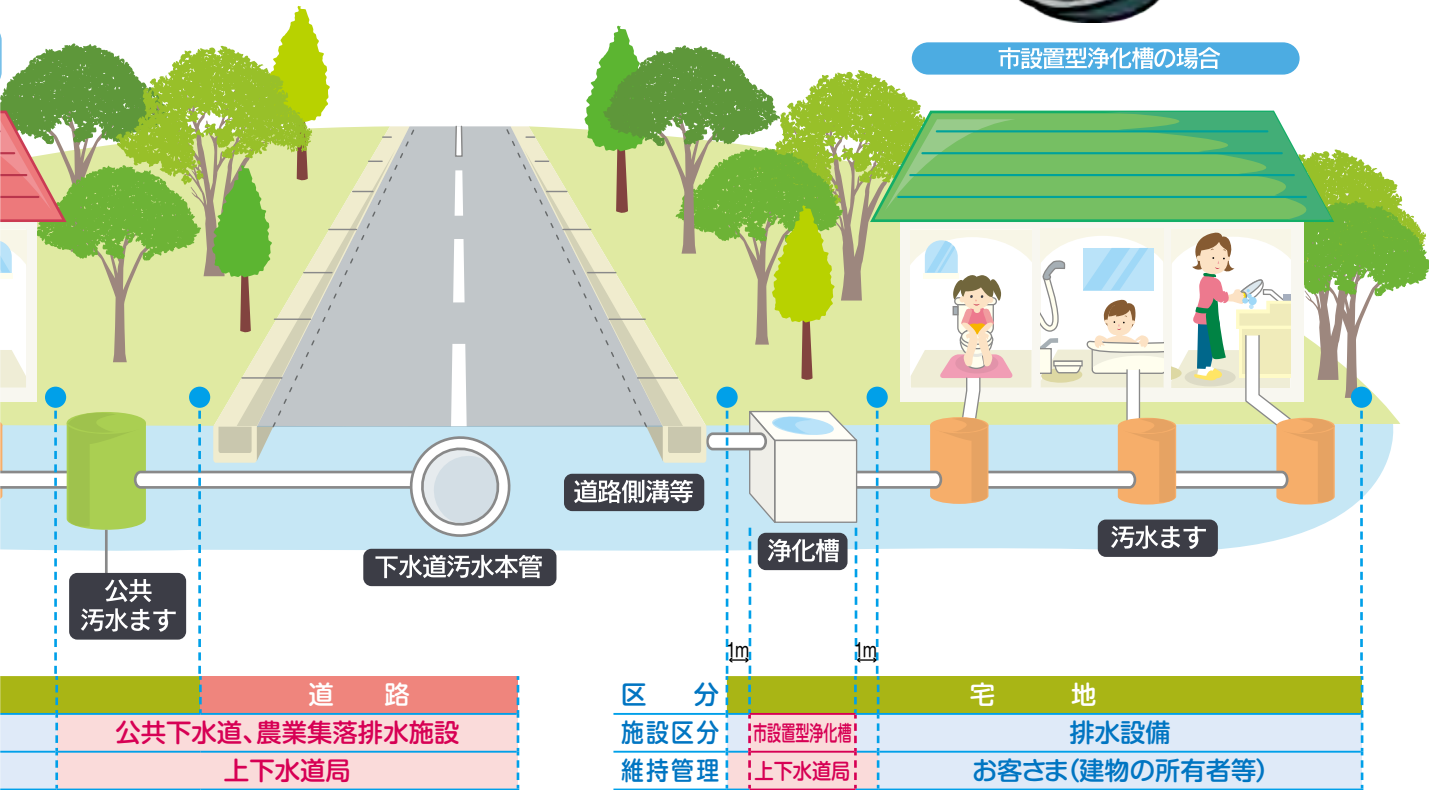 市設置型浄化槽の場合
道路側溝等
浄化槽
汚水ます
下水道汚水本管
公共
汚水ます
1m
1m
道 路
公共下水道、農業集落排水施設
上下水道局
区 分
宅 地
施設区分
市設置型浄化槽
排水設備
維持管理
上下水道局
お客さま(建物の所有者等)